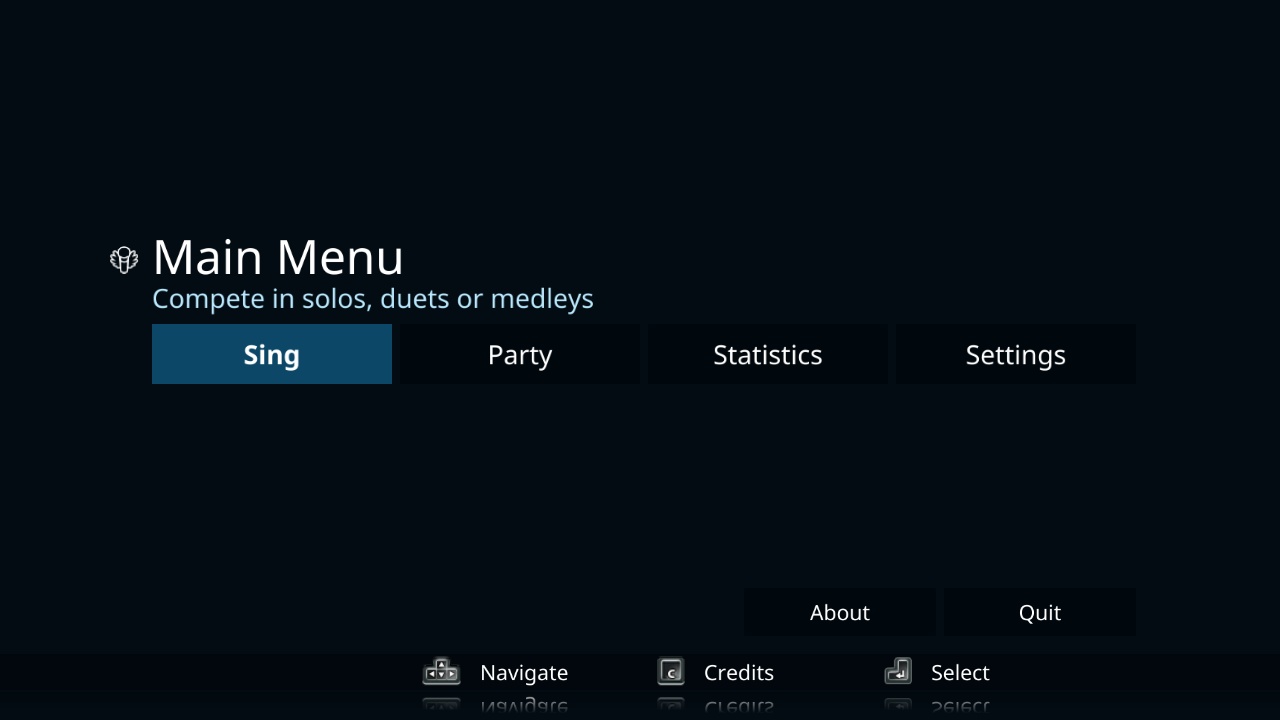 Main Menu
Compete in solos, duets or medleys
Sing Party Statistics Settings
About Quit
Navigate C Credits Select